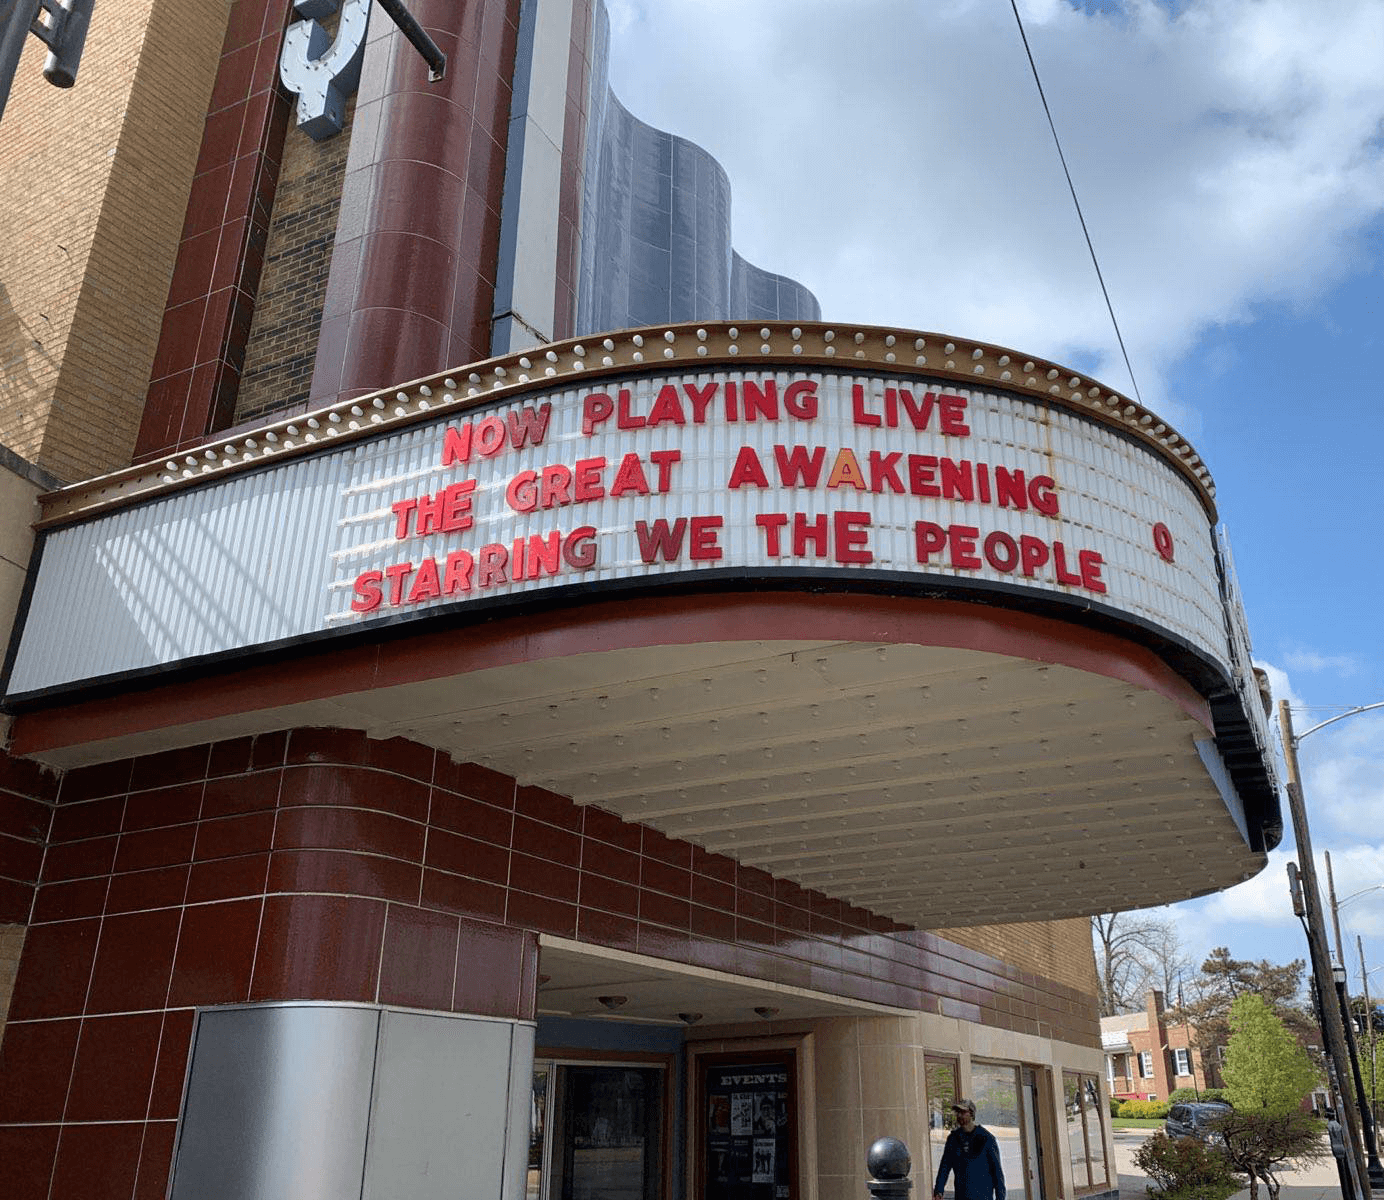 NOW PLAYING LIVE
THE GREAT AWAKENING
STARRING WE THE PEOPLE Q
EVENTS